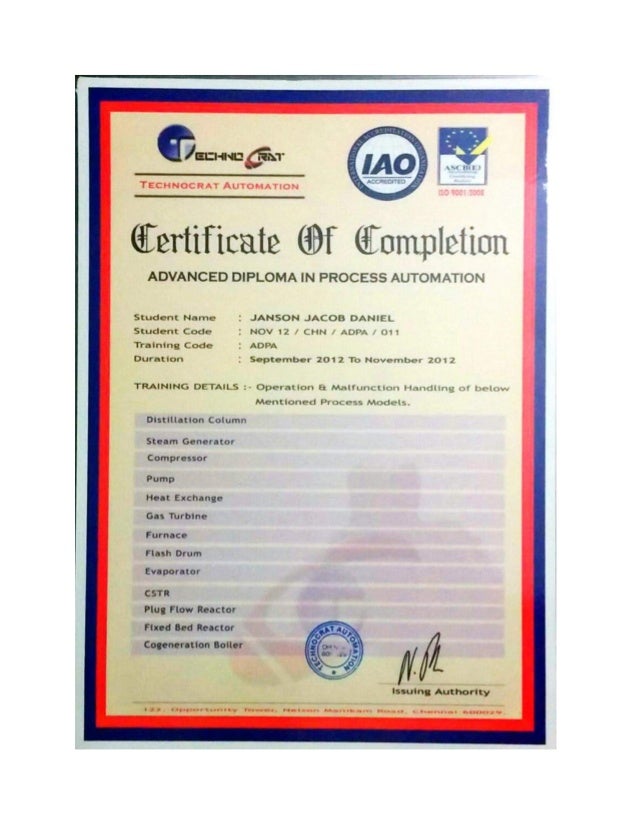 TECHNOCRAT
TECHNOCRAT AUTOMATION
IAO
ACCREDITED
ASCB(E)
ISO 9001:2008
Certificate Of Completion
ADVANCED DIPLOMA IN PROCESS AUTOMATION
Student Name : JANSON JACOB DANIEL
Student Code : NOV 12 / CHN / ADPA / 011
Training Code : ADPA
Duration : September 2012 To November 2012
TRAINING DETAILS :- Operation & Malfunction Handling of below
Mentioned Process Models.
Distillation Column
Steam Generator
Compressor
Pump
Heat Exchange
Gas Turbine
Furnace
Flash Drum
Evaporator
CSTR
Plug Flow Reactor
Fixed Bed Reactor
Cogeneration Boiler
TECHNOCRAT AUTOMATION
Issuing Authority
122, Opportunity Tower, Nelson Manikam Road, Chennai 600029.